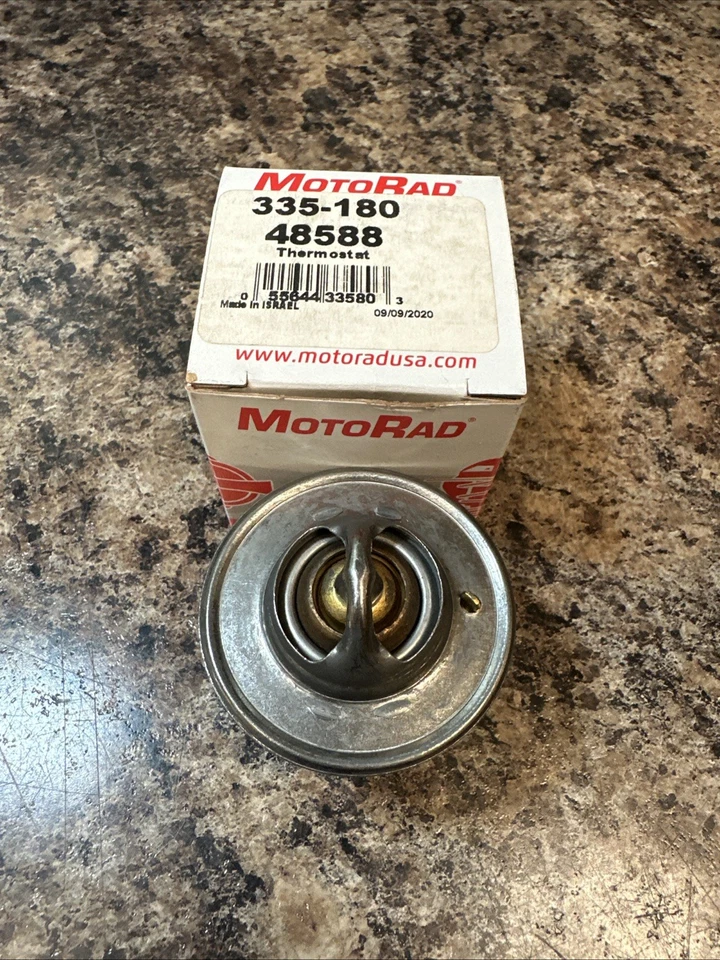 MOTORAD®
335-180
48588
Thermostat
0 55644 33580 3
Made in ISRAEL
09/09/2020
www.motoradusa.com
MOTORAD®